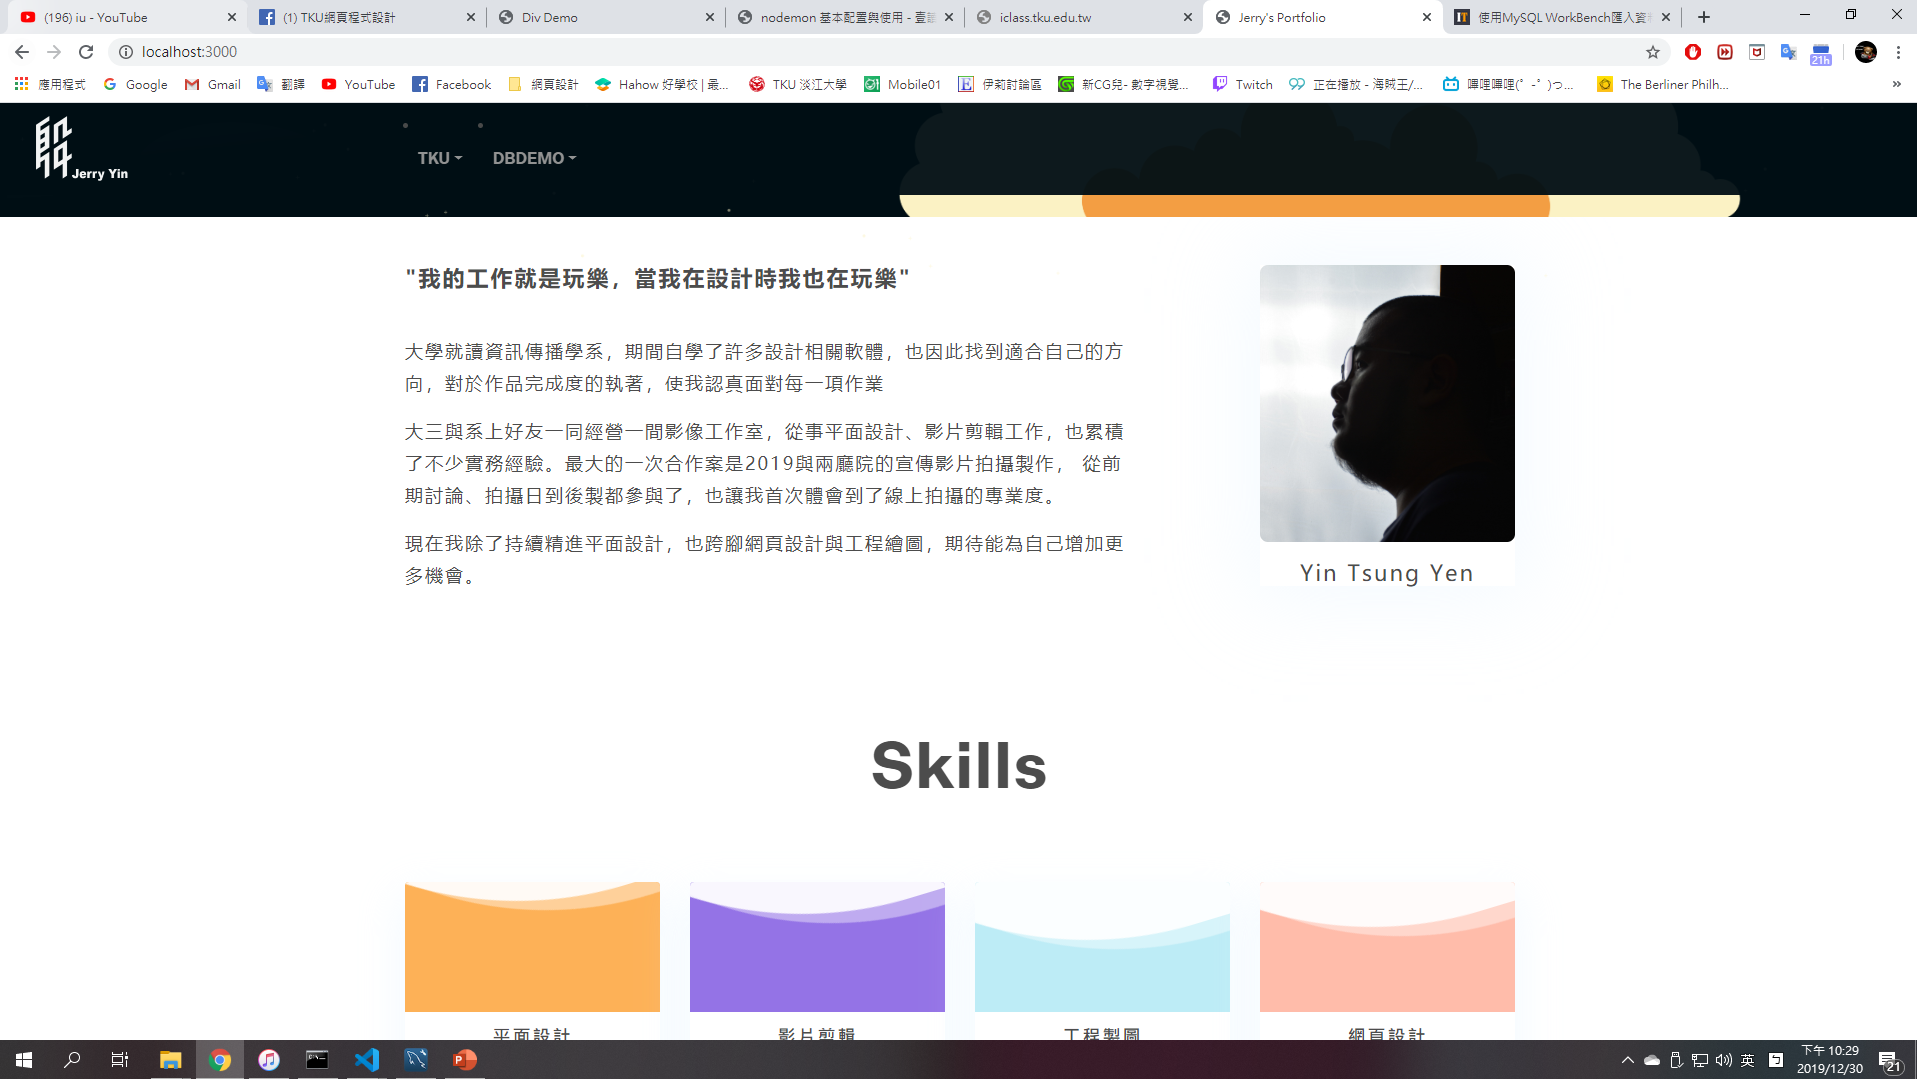 (196) iu - YouTube
(1) TKU網頁程式設計
Div Demo
nodemon 基本配置與使用 - 壹
iclass.tku.edu.tw
Jerry's Portfolio
使用MySQL WorkBench匯入資
localhost:3000
21h
應用程式
Google
Gmail
翻譯
YouTube
Facebook
網頁設計
Hahow 好學校 | 最...
TKU 淡江大學
Mobile01
伊莉討論區
新CG兒- 數字視覺...
Twitch
正在播放 - 海賊王/...
嗶哩嗶哩(゜-゜)つ...
The Berliner Philh...
»
Jerry Yin
TKU
DBDEMO
"我的工作就是玩樂，當我在設計時我也在玩樂"
大學就讀資訊傳播學系，期間自學了許多設計相關軟體，也因此找到適合自己的方
向，對於作品完成度的執著，使我認真面對每一項作業
大三與系上好友一同經營一間影像工作室，從事平面設計、影片剪輯工作，也累積
了不少實務經驗。最大的一次合作案是2019與兩廳院的宣傳影片拍攝製作， 從前
期討論、拍攝日到後製都參與了，也讓我首次體會到了線上拍攝的專業度。
現在我除了持續精進平面設計，也跨腳網頁設計與工程繪圖，期待能為自己增加更
多機會。
Yin Tsung Yen
Skills
平面設計
影片剪輯
工程製圖
網頁設計
英
ㄅ
下午 10:29
2019/12/30
21